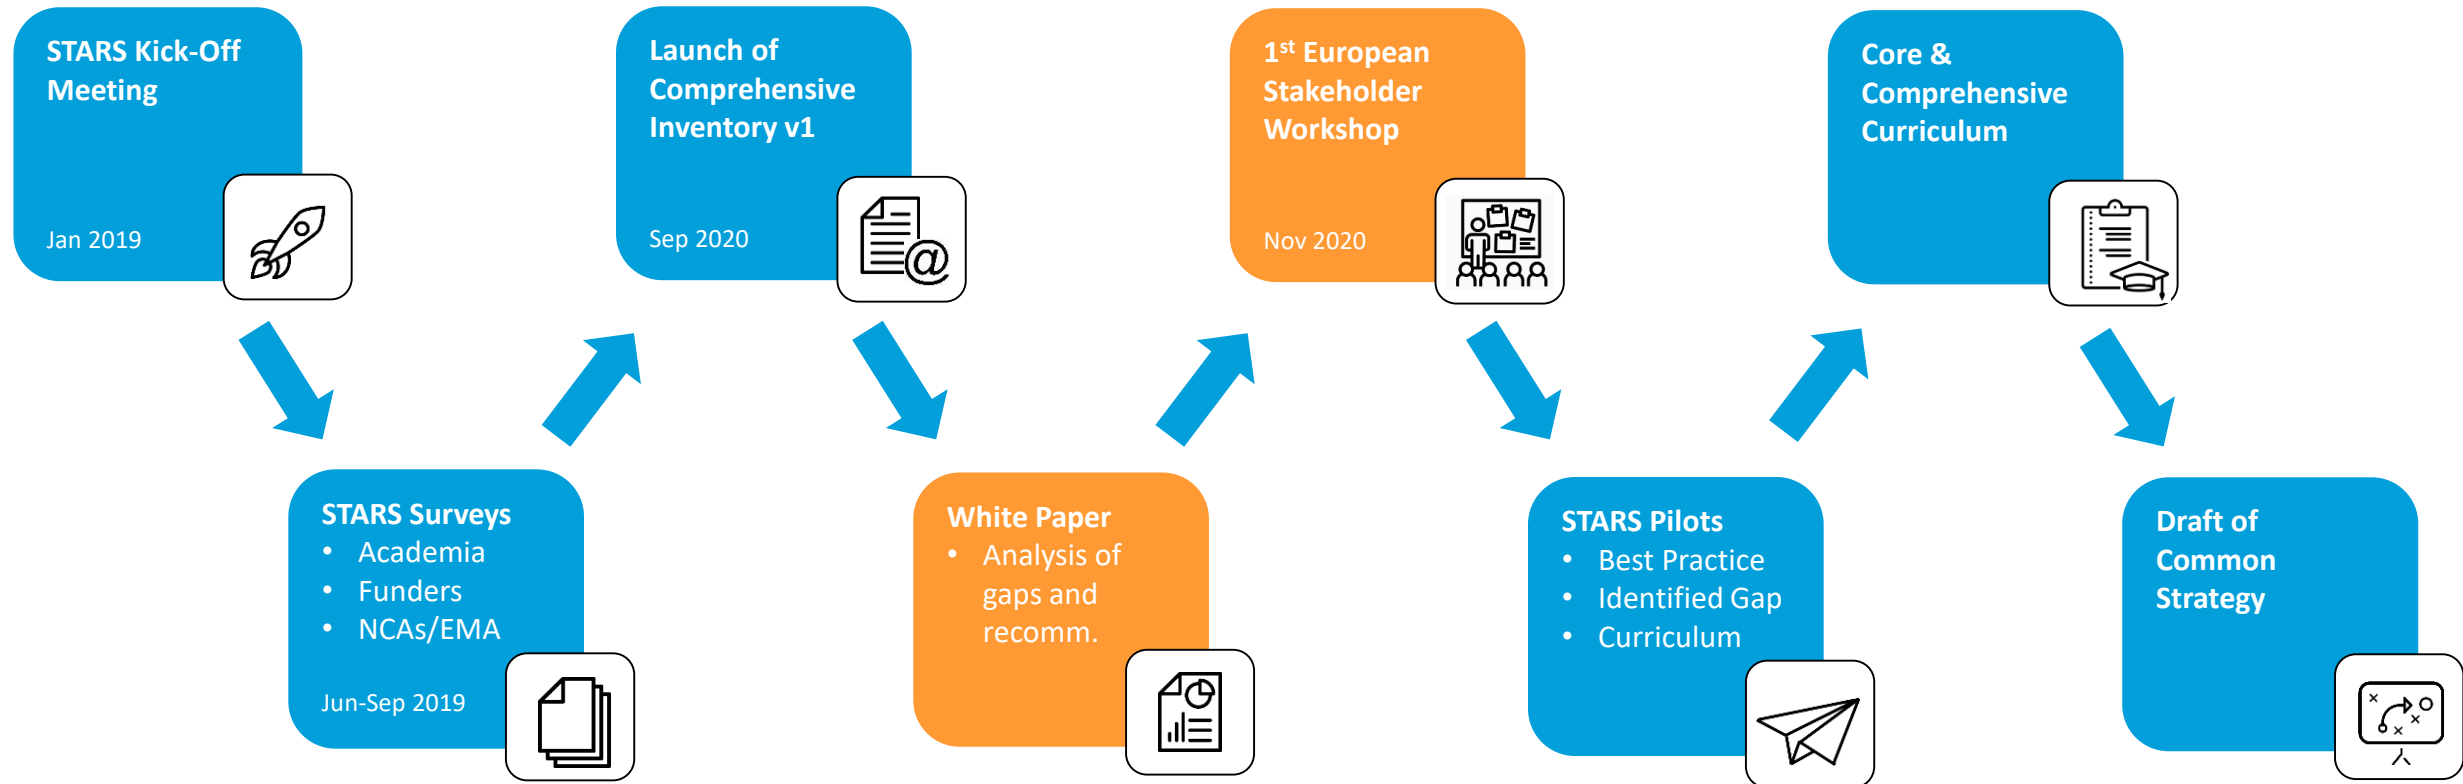 STARS Kick-Off
Meeting
Jan 2019
STARS Surveys
• Academia
• Funders
• NCAs/EMA
Jun-Sep 2019
Launch of
Comprehensive
Inventory v1
Sep 2020
@
White Paper
• Analysis of
gaps and
recomm.
1st European
Stakeholder
Workshop
Nov 2020
STARS Pilots
• Best Practice
• Identified Gap
• Curriculum
Core &
Comprehensive
Curriculum
Draft of
Common
Strategy